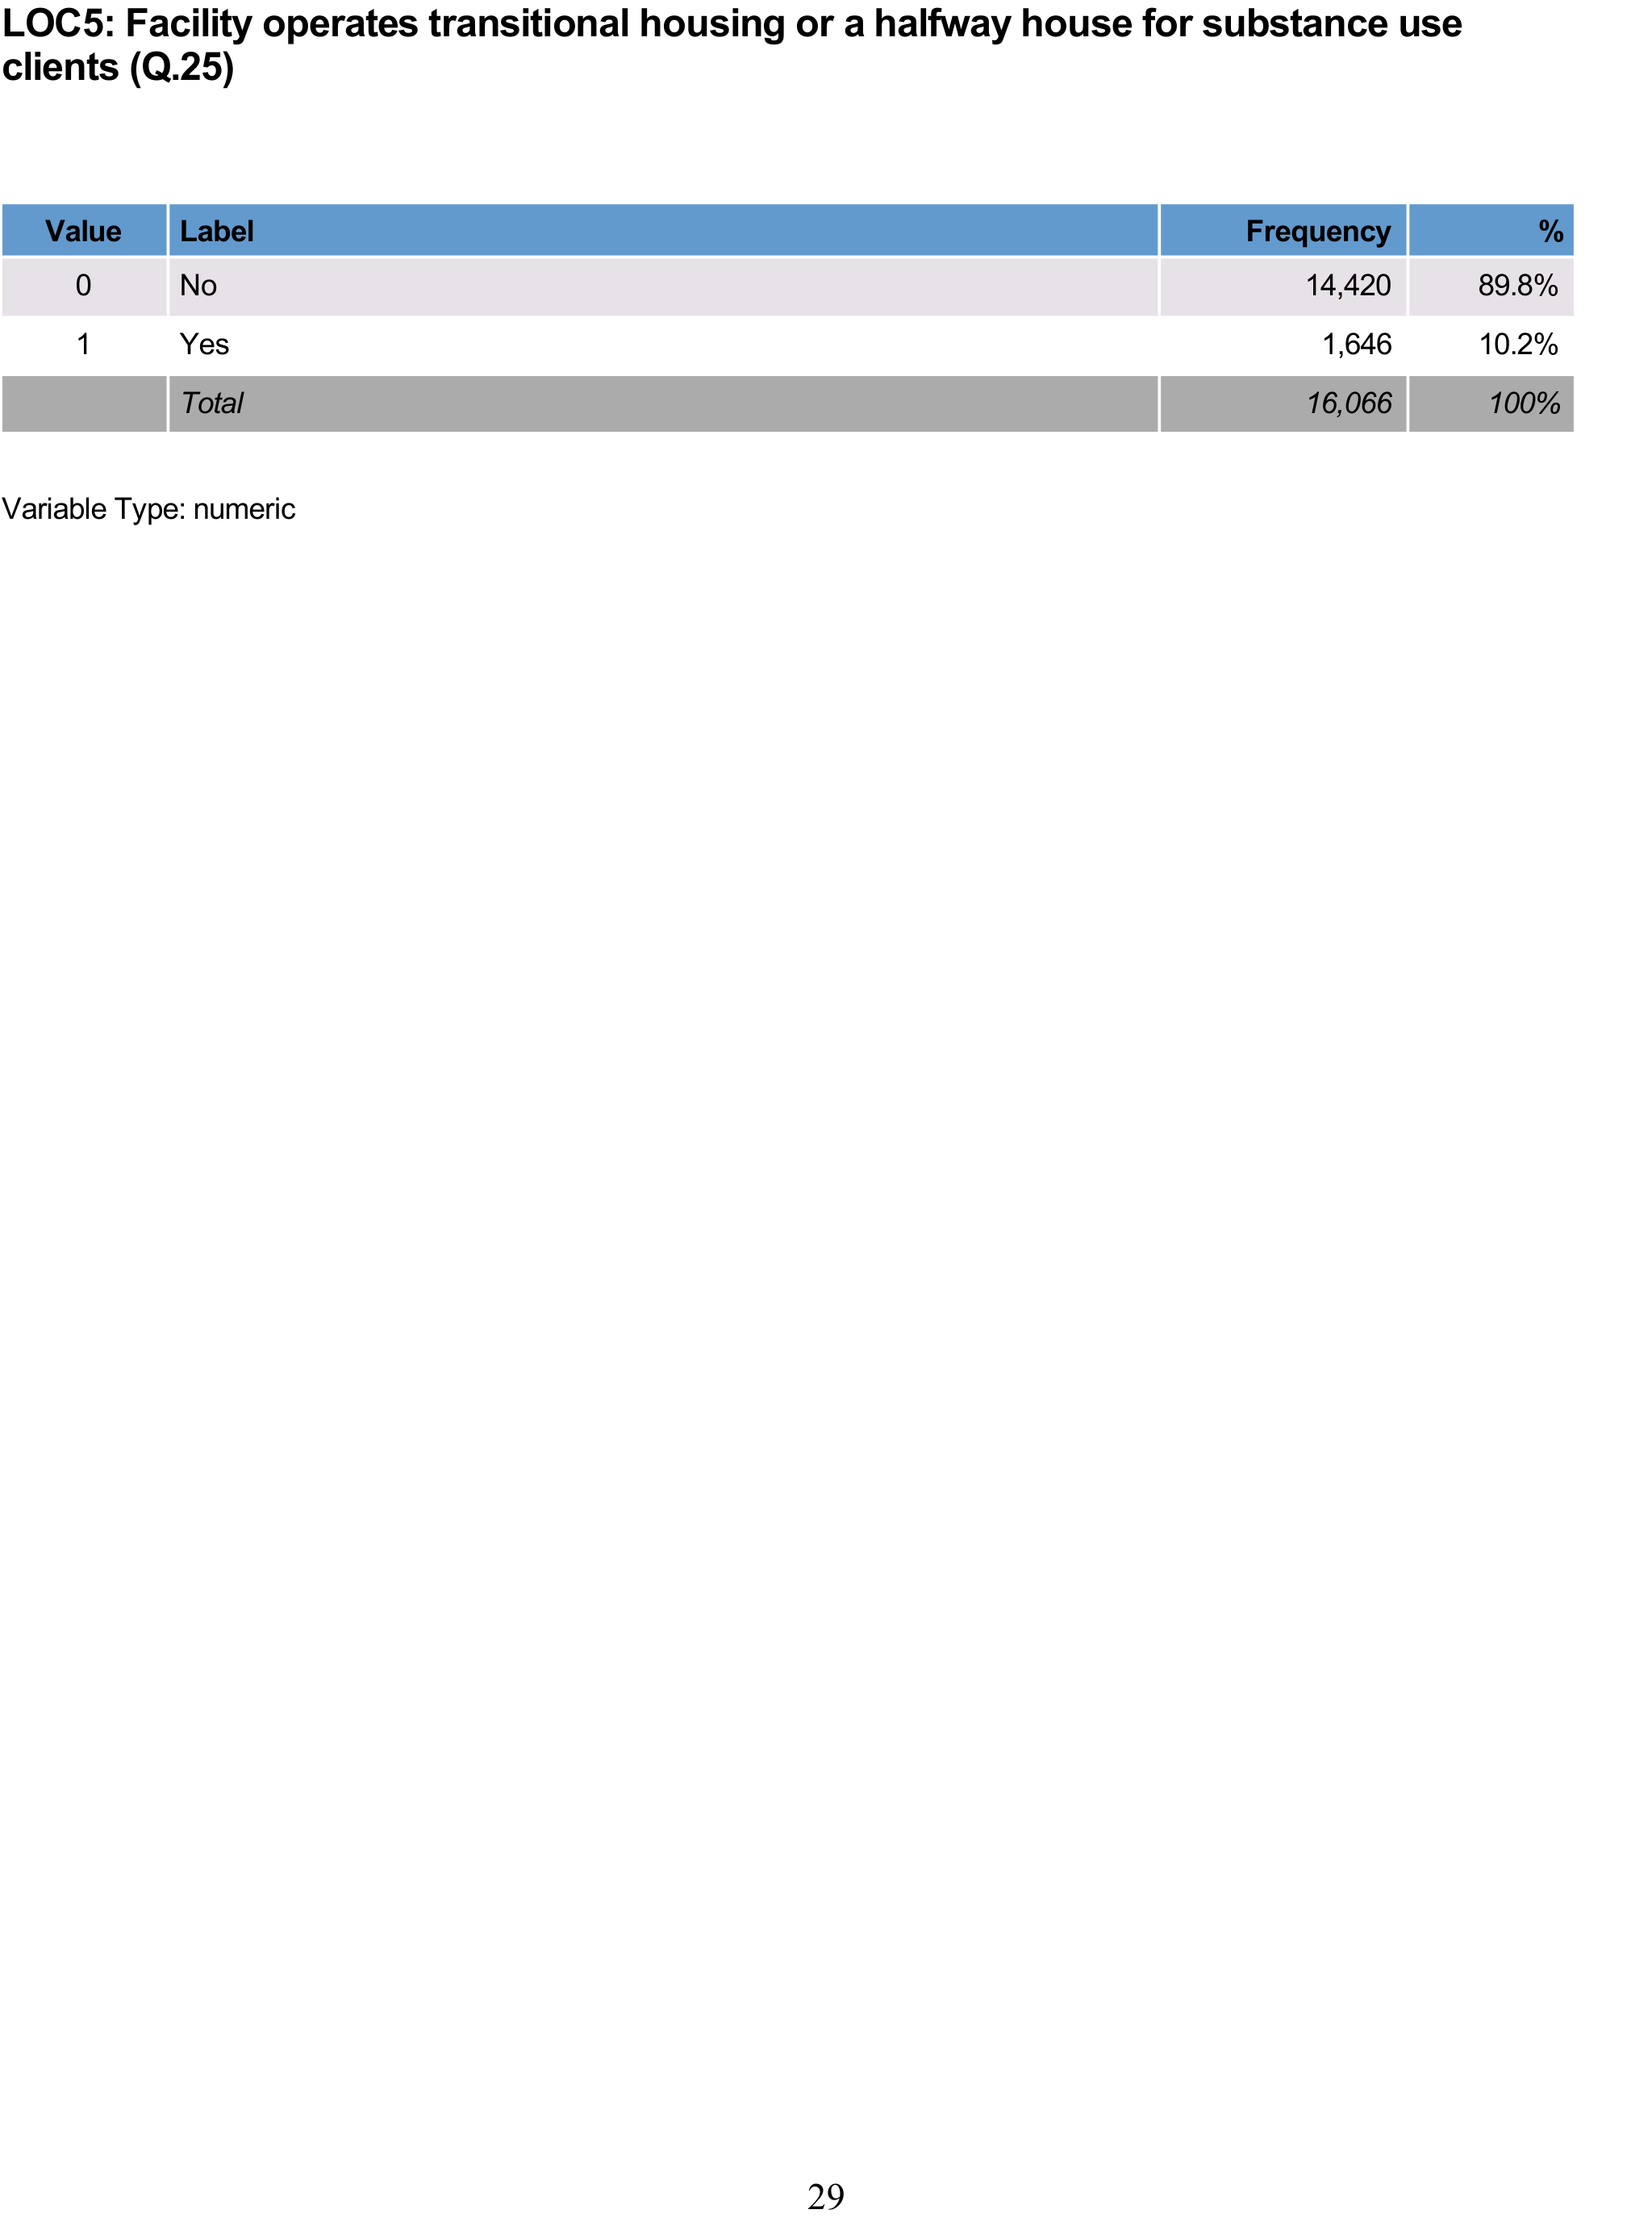 LOC5: Facility operates transitional housing or a halfway house for substance use
clients (Q.25)
Value Label Frequency %
0 No 14,420 89.8%
1 Yes 1,646 10.2%
Total 16,066 100%
Variable Type: numeric
29